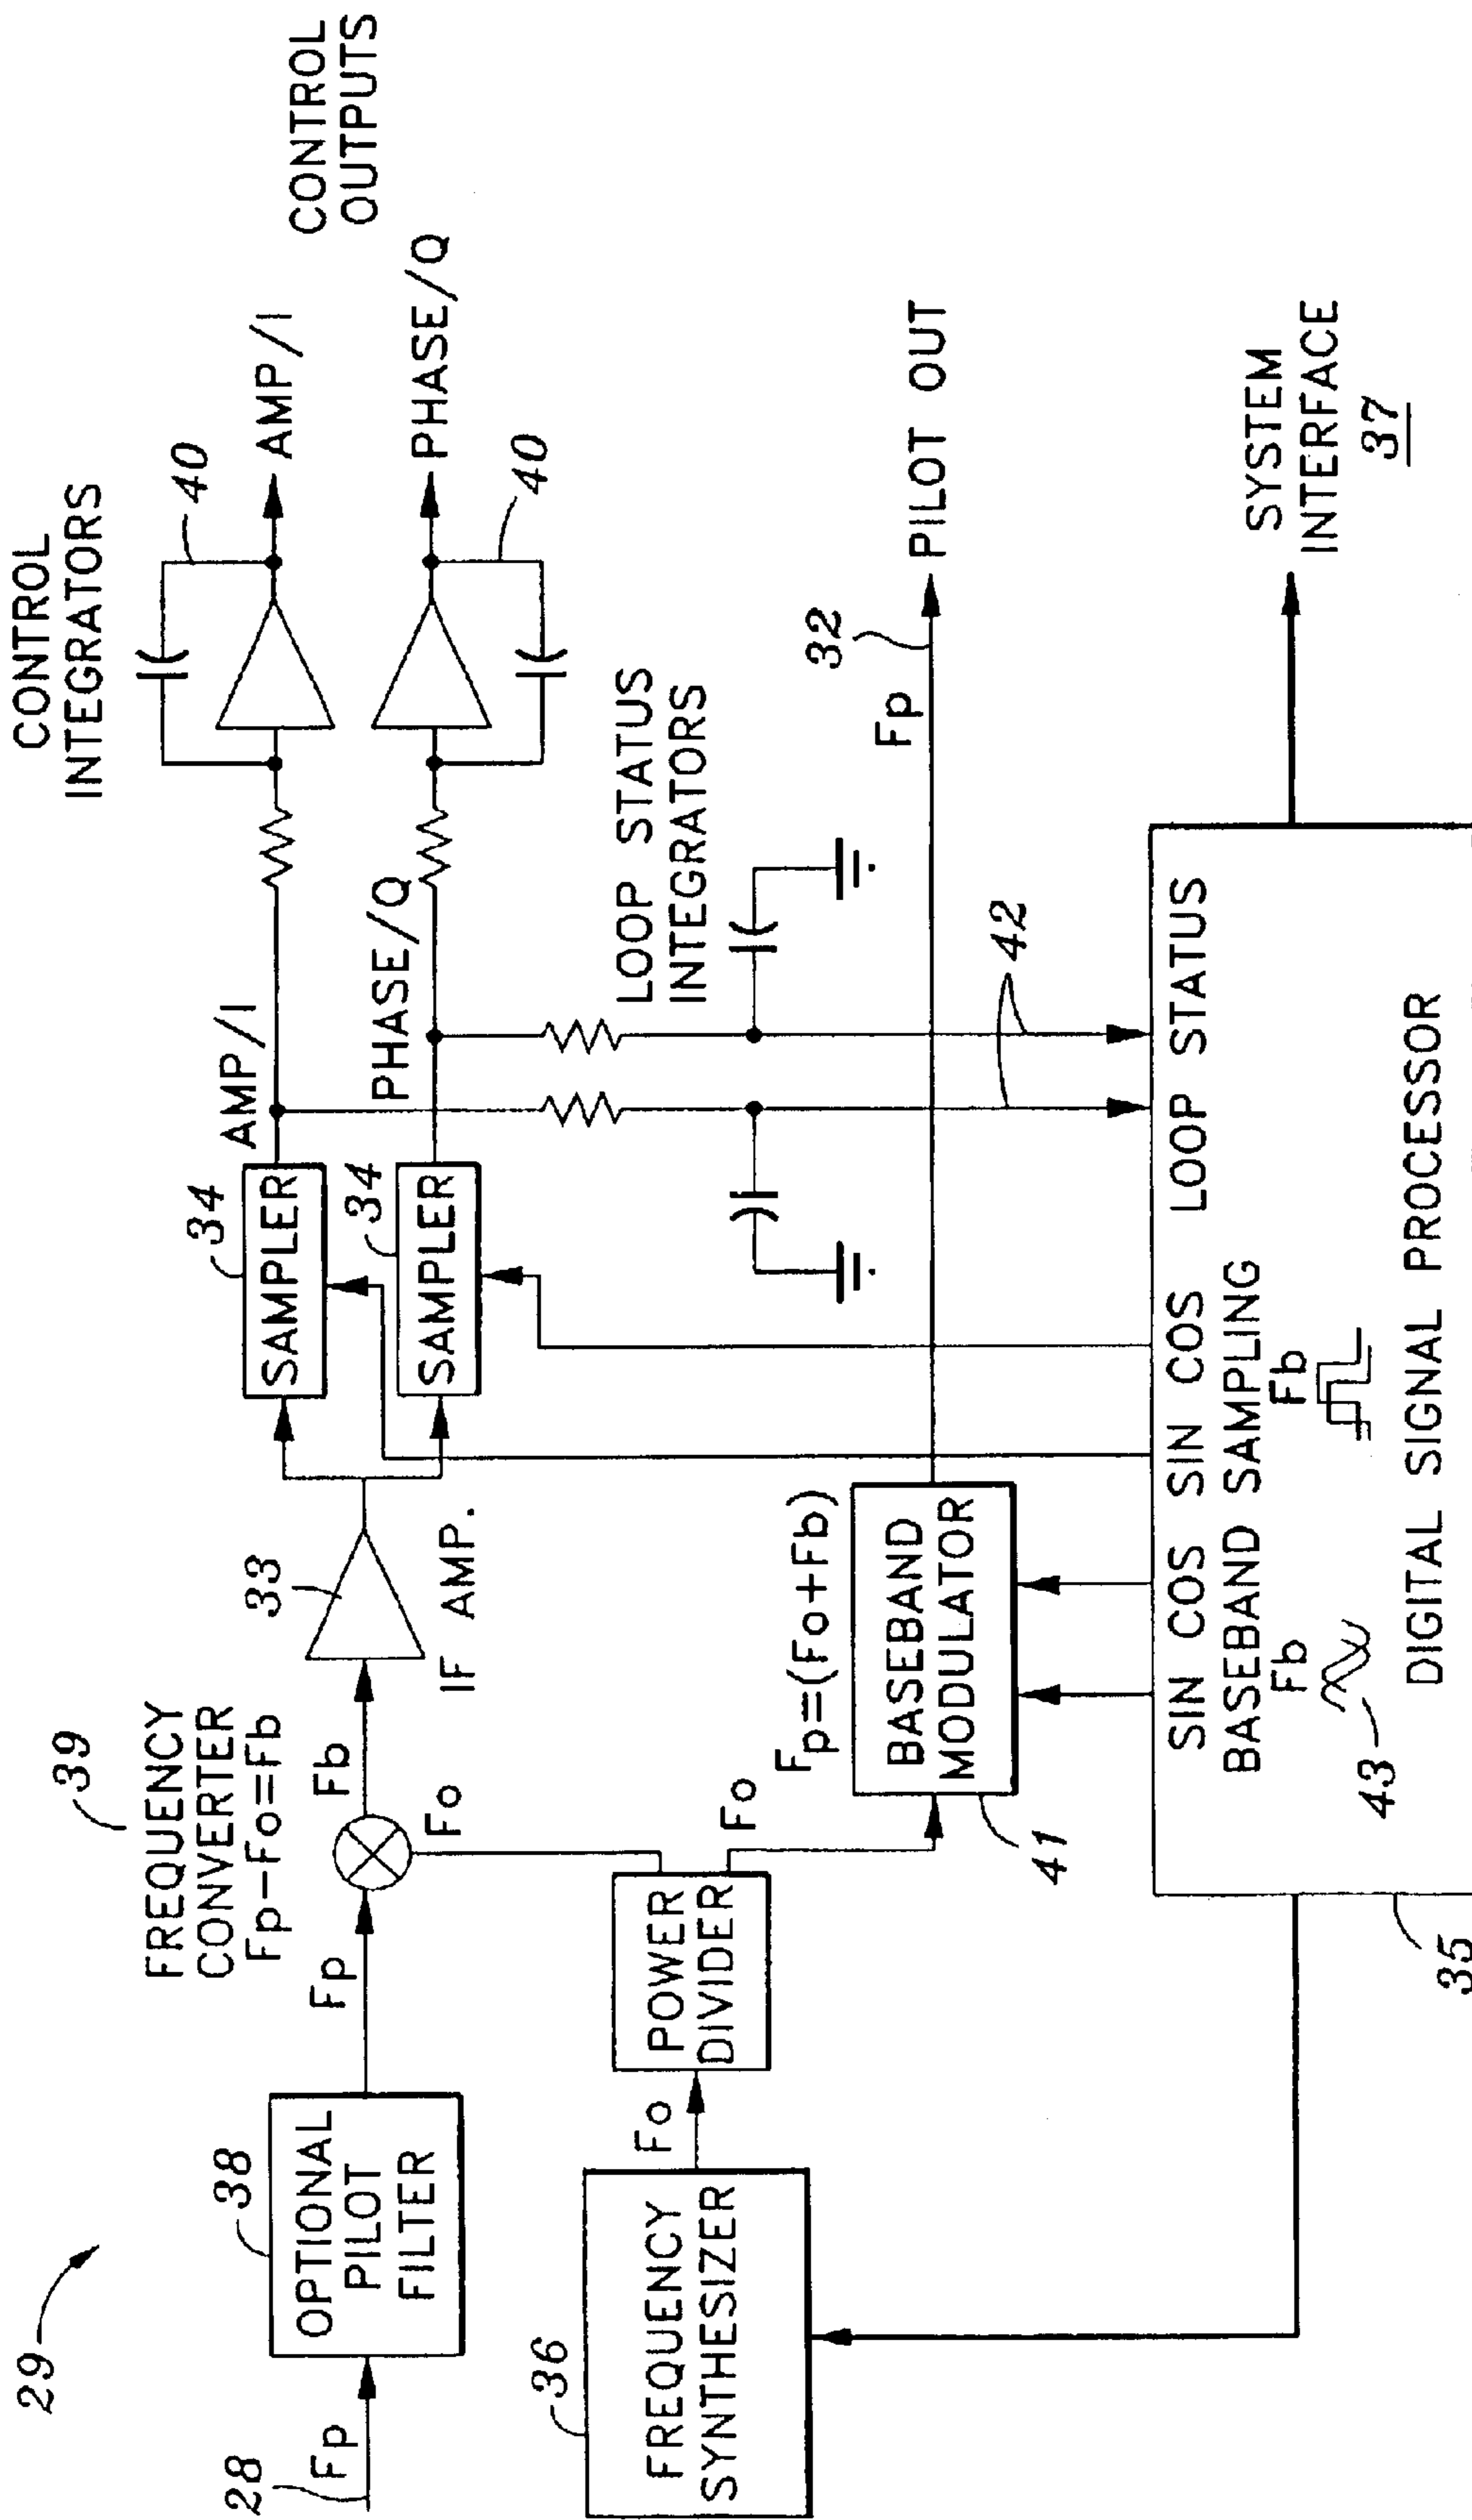 29
28
Fp
38
OPTIONAL
PILOT
FILTER
Fp
39
FREQUENCY
CONVERTER
Fp-Fo=Fb
Fb
Fo
33
IF AMP.
34
SAMPLER
34
SAMPLER
AMP/I
PHASE/Q
CONTROL
INTEGRATORS
40
AMP/I
PHASE/Q
40
CONTROL
OUTPUTS
LOOP STATUS
INTEGRATORS
36
FREQUENCY
SYNTHESIZER
Fo
POWER
DIVIDER
Fo
Fp=(Fo+Fb)
BASEBAND
MODULATOR
41
Fp
32
PILOT OUT
42
SIN COS SIN COS LOOP STATUS
BASEBAND SAMPLING
Fb Fb
43
DIGITAL SIGNAL PROCESSOR
35
SYSTEM
INTERFACE
37